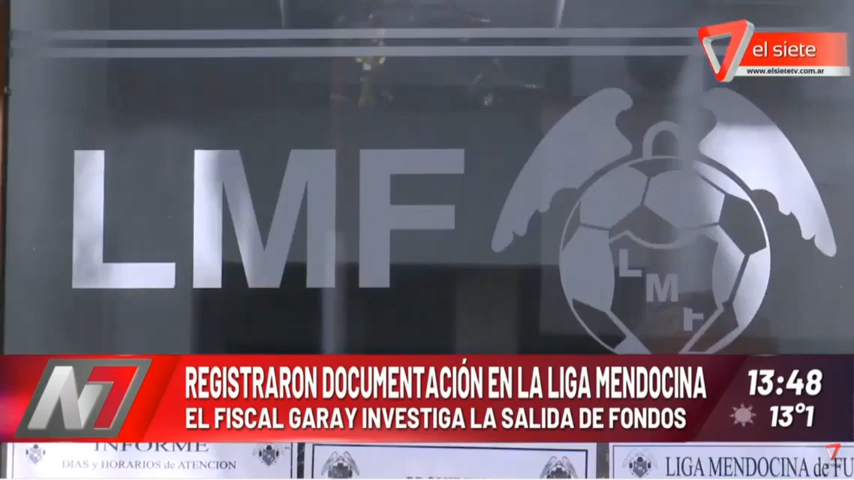 el siete
www.elsietetv.com.ar
LMF
LMF
REGISTRARON DOCUMENTACIÓN EN LA LIGA MENDOCINA
EL FISCAL GARAY INVESTIGA LA SALIDA DE FONDOS
13:48
13°1
N7
INFORME
DIAS y HORARIOS de ATENCION
LIGA MENDOCINA de FU